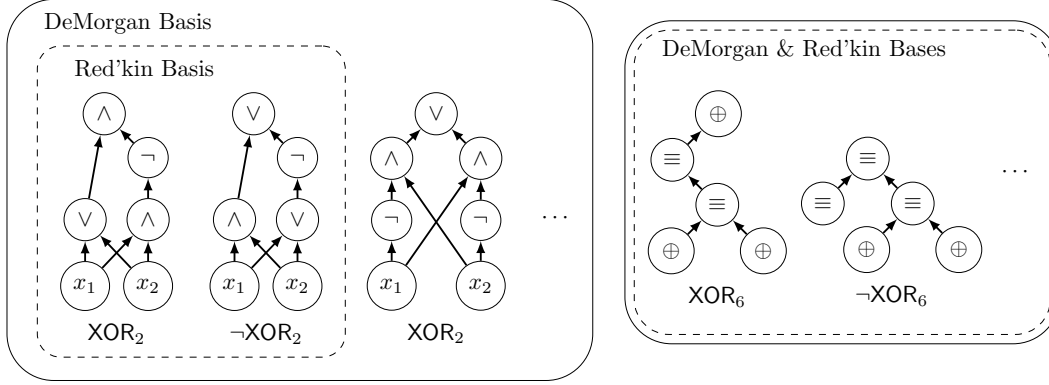 DeMorgan Basis
Red'kin Basis
∧ ∨ ∨
¬ ¬ ∧ ∧
∨ ∧ ∧ ∨ ¬ ¬ ⋯
x₁ x₂ x₁ x₂ x₁ x₂
XOR₂ ¬XOR₂ XOR₂
DeMorgan & Red'kin Bases
⊕
≡ ≡ ⋯
≡ ≡ ≡
⊕ ⊕ ⊕ ⊕
XOR₆ ¬XOR₆